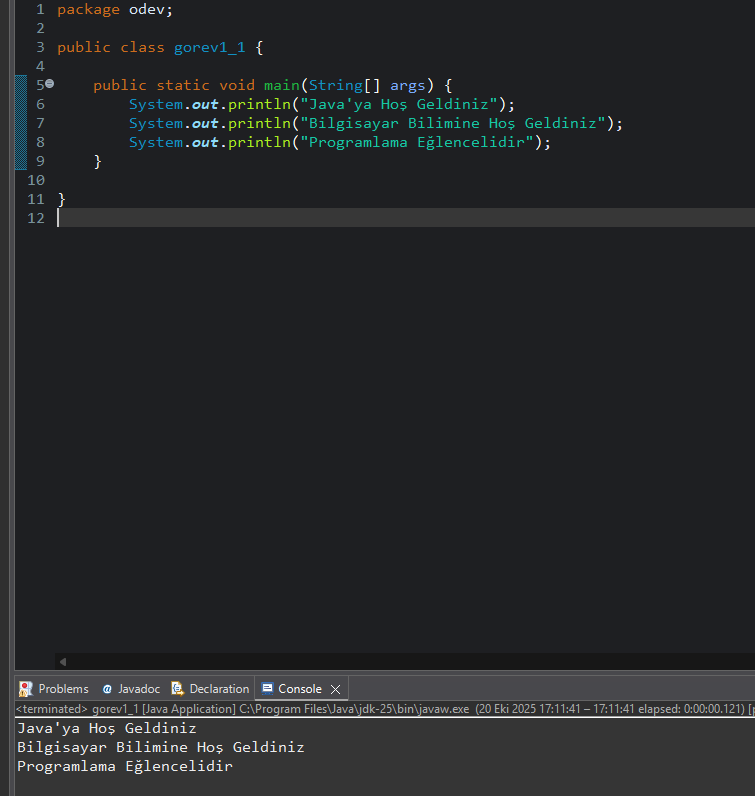 1 package odev;
2
3 public class gorev1_1 {
4
5 public static void main(String[] args) {
6 System.out.println("Java'ya Hoş Geldiniz");
7 System.out.println("Bilgisayar Bilimine Hoş Geldiniz");
8 System.out.println("Programlama Eğlencelidir");
9 }
10
11 }
12
Problems Javadoc Declaration Console
<terminated> gorev1_1 [Java Application] C:\Program Files\Java\jdk-25\bin\javaw.exe (20 Eki 2025 17:11:41 – 17:11:41 elapsed: 0:00:00.121) [p
Java'ya Hoş Geldiniz
Bilgisayar Bilimine Hoş Geldiniz
Programlama Eğlencelidir